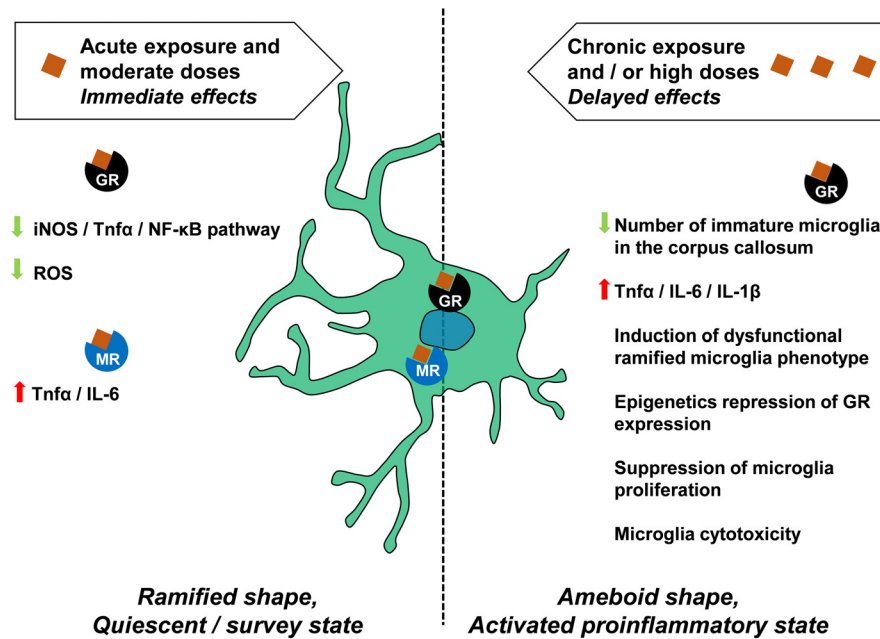 Acute exposure and
moderate doses
Immediate effects
GR
iNOS / Tnfα / NF-κB pathway
ROS
MR
Tnfα / IL-6
GR
MR
Chronic exposure
and / or high doses
Delayed effects
GR
Number of immature microglia
in the corpus callosum
Tnfα / IL-6 / IL-1β
Induction of dysfunctional
ramified microglia phenotype
Epigenetics repression of GR
expression
Suppression of microglia
proliferation
Microglia cytotoxicity
Ramified shape,
Quiescent / survey state
Ameboid shape,
Activated proinflammatory state